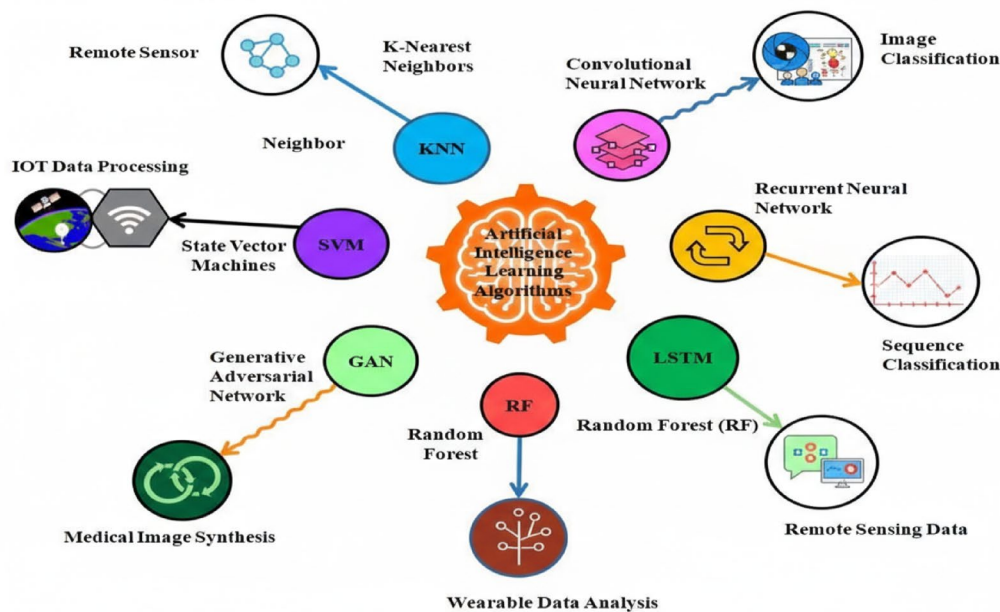 Remote Sensor
K-Nearest
Neighbors
Convolutional
Neural Network
Image
Classification
Neighbor
KNN
IOT Data Processing
Recurrent Neural
Network
State Vector
Machines
SVM
Artificial
Intelligence
Learning
Algorithms
Generative
Adversarial
Network
GAN
LSTM
Sequence
Classification
RF
Random
Forest
Random Forest (RF)
Medical Image Synthesis
Remote Sensing Data
Wearable Data Analysis